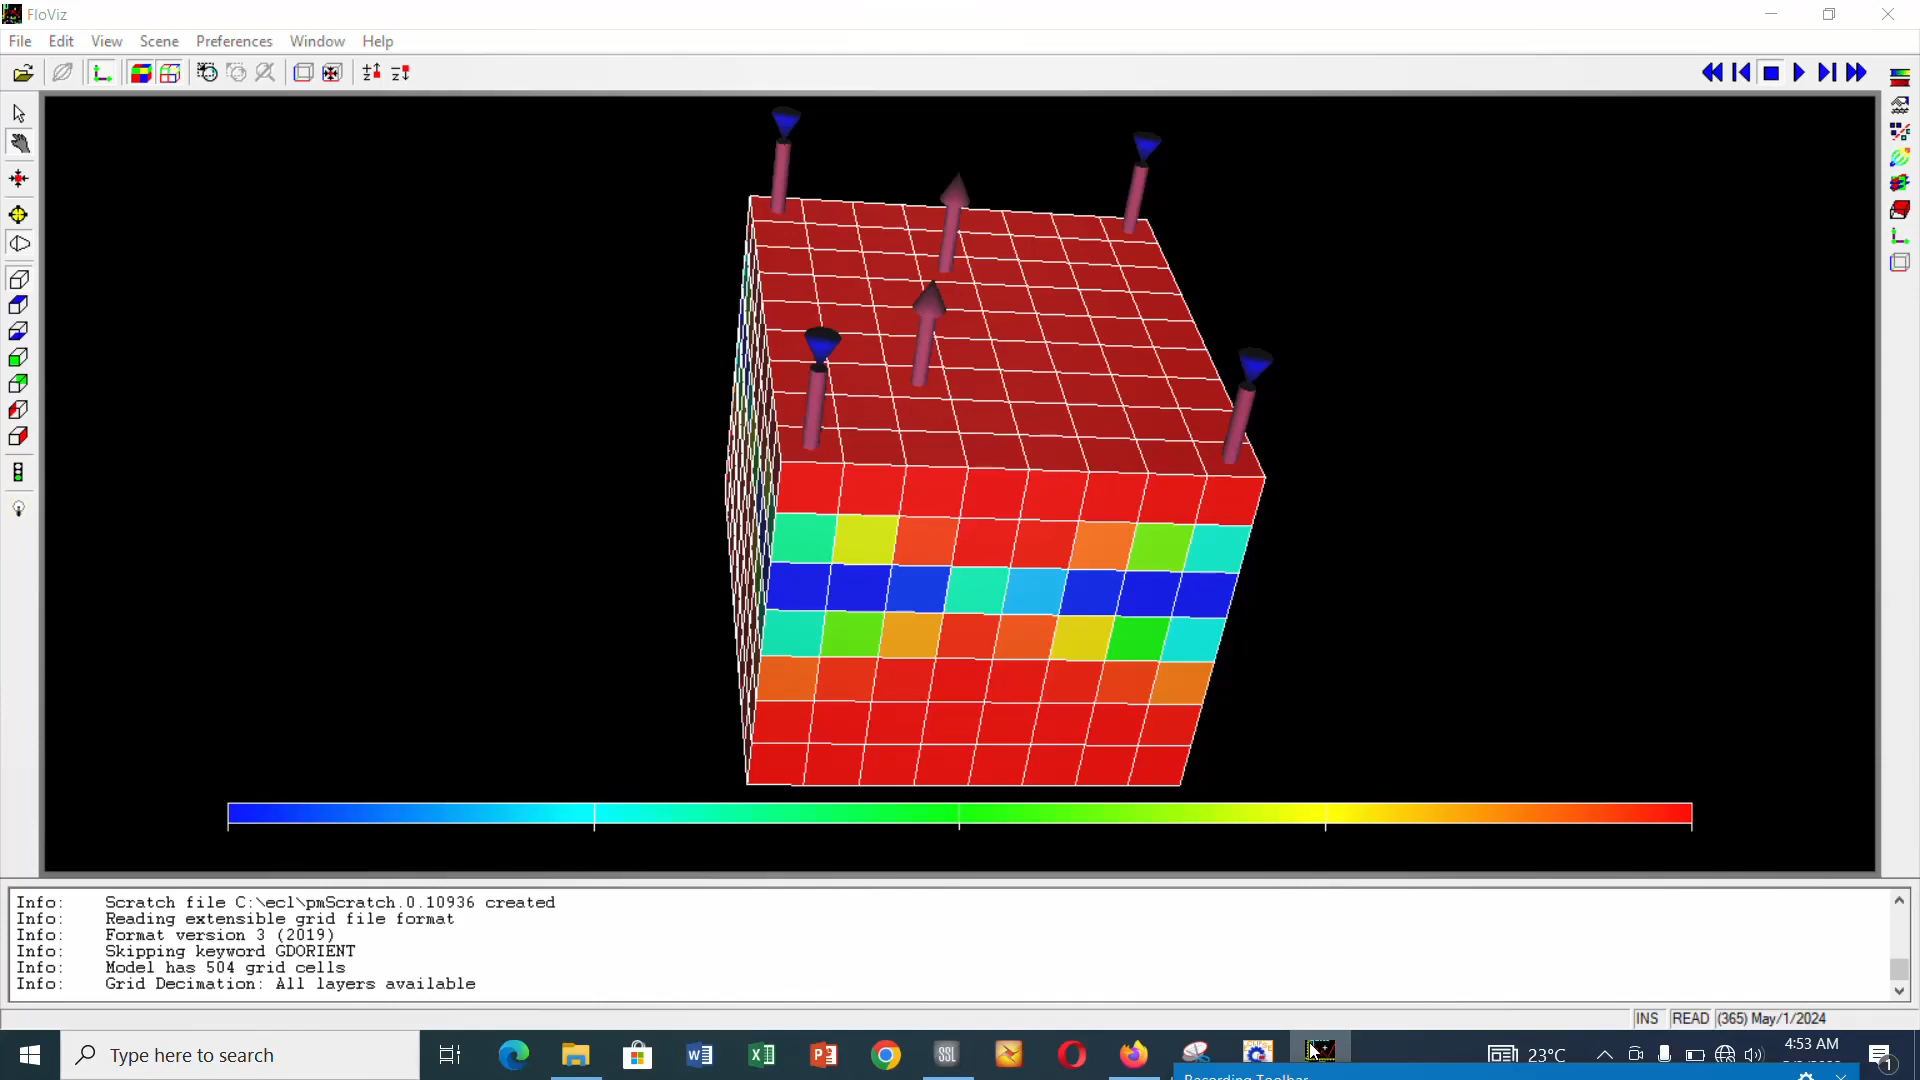 FloViz
File Edit View Scene Preferences Window Help
Info: Scratch file C:\ecl\pmScratch.0.10936 created
Info: Reading extensible grid file format
Info: Format version 3 (2019)
Info: Skipping keyword GDORIENT
Info: Model has 504 grid cells
Info: Grid Decimation: All layers available
INS READ (365) May/1/2024
Type here to search
SSL
23°C
4:53 AM
1